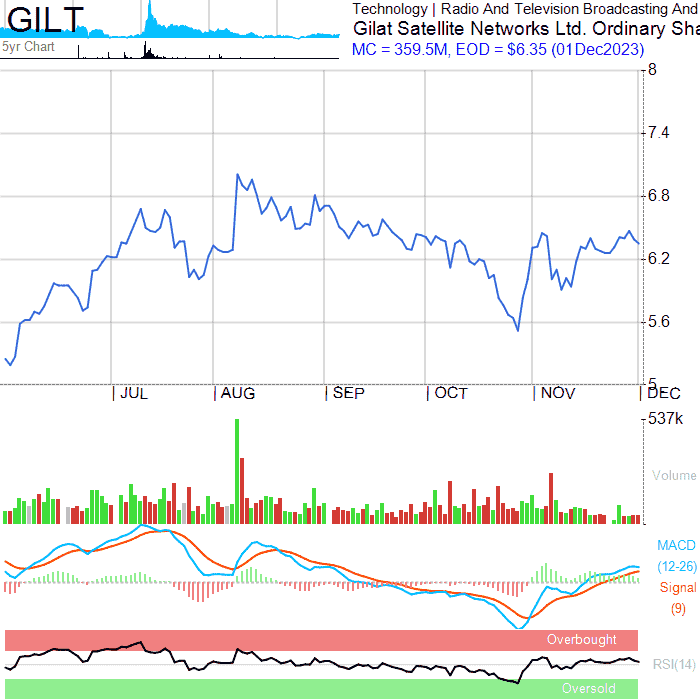 GILT
5yr Chart
Technology | Radio And Television Broadcasting And
Gilat Satellite Networks Ltd. Ordinary Sha
MC = 359.5M, EOD = $6.35 (01Dec2023)
8
7.4
6.8
6.2
5.6
5
JUL AUG SEP OCT NOV DEC
537k
Volume
MACD
(12-26)
Signal
(9)
Overbought
RSI(14)
Oversold